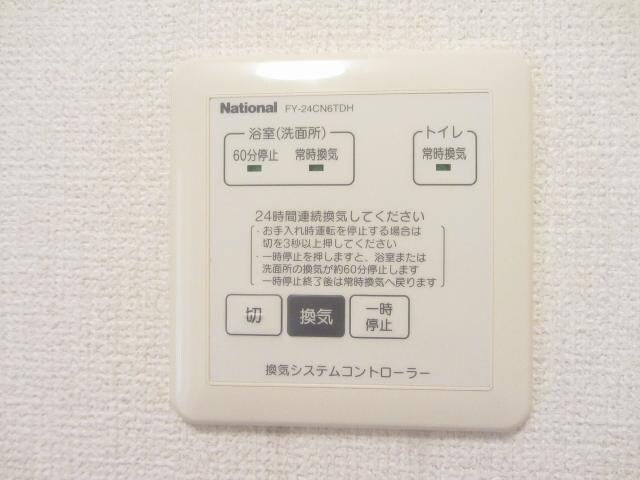 National FY-24CN6TDH
浴室(洗面所)
60分停止 常時換気
トイレ
常時換気
24時間連続換気してください
・お手入れ時運転を停止する場合は
切を3秒以上押してください
・一時停止を押しますと、浴室または
洗面所の換気が約60分停止します
一時停止終了後は常時換気へ戻ります
切 換気 一時
停止
換気システムコントローラー